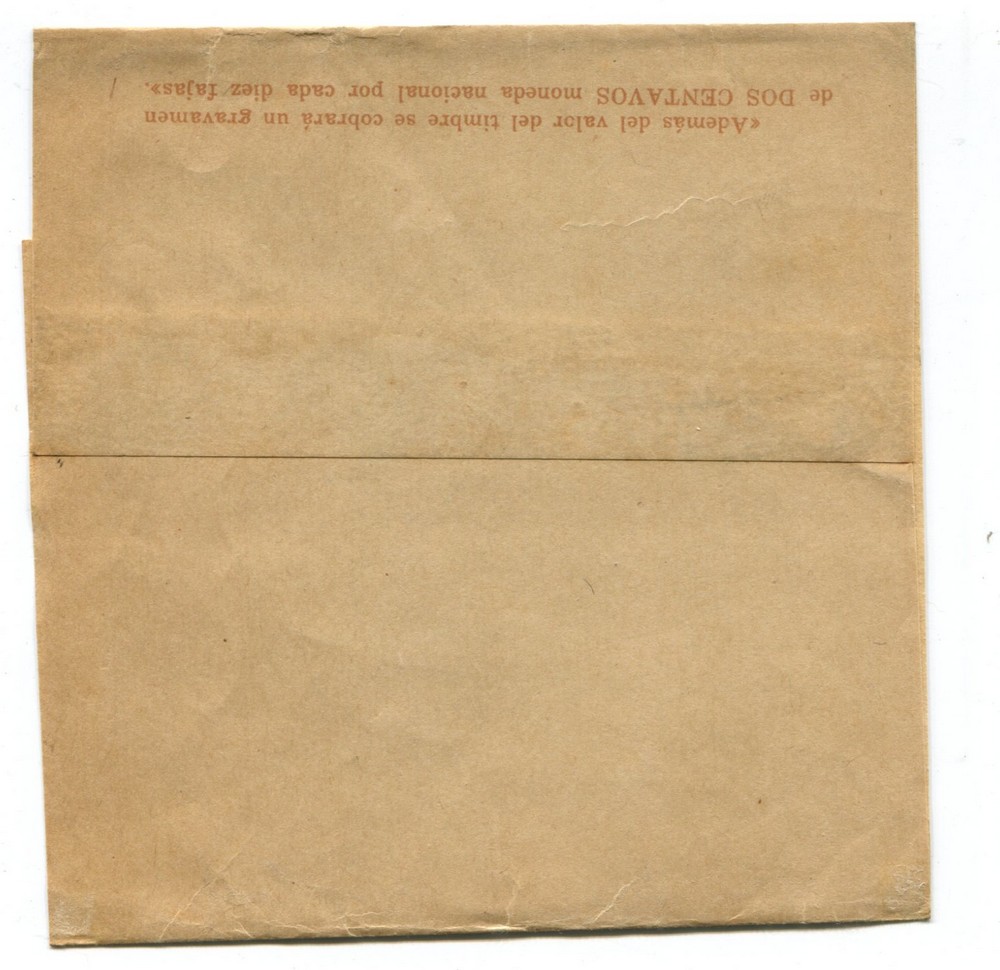 «Además del valor del timbre se cobrará un gravamen
de DOS CENTAVOS moneda nacional por cada diez fajas».